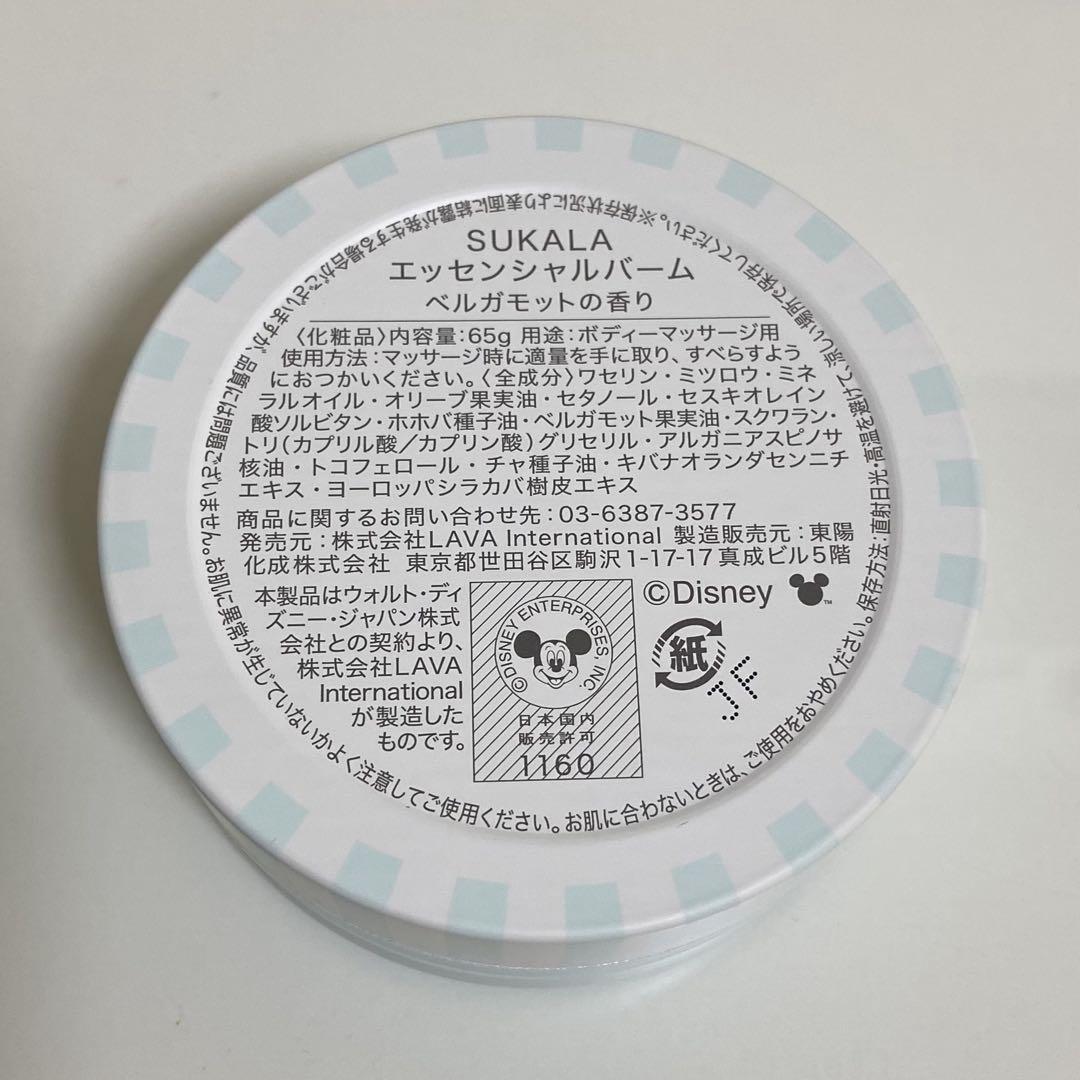 SUKALA
エッセンシャルバーム
ベルガモットの香り
〈化粧品〉内容量:65g 用途:ボディーマッサージ用
使用方法:マッサージ時に適量を手に取り、すべらすよう
におつかいください。〈全成分〉ワセリン・ミツロウ・ミネ
ラルオイル・オリーブ果実油・セタノール・セスキオレイン
酸ソルビタン・ホホバ種子油・ベルガモット果実油・スクワラン・
トリ(カプリル酸/カプリン酸)グリセリル・アルガニアスピノサ
核油・トコフェロール・チャ種子油・キバナオランダセンニチ
エキス・ヨーロッパシラカバ樹皮エキス
商品に関するお問い合わせ先:03-6387-3577
発売元:株式会社LAVA International 製造販売元:東陽
化成株式会社 東京都世田谷区駒沢1-17-17真成ビル5階
本製品はウォルト・ディ
ズニー・ジャパン株式
会社との契約より、
株式会社LAVA
International
が製造した
ものです。
©DISNEY ENTERPRISES, INC.
日本国内
販売許可
1160
©Disney
TM
紙
JF
お肌に異常が生じていないかよく注意してご使用ください。お肌に合わないときは、ご使用をおやめください。保存方法:直射日光・高温を避けて、涼しい場所で保存してください。※保存状況により表面に結露が発生する場合がございますが、品質には問題ございません。